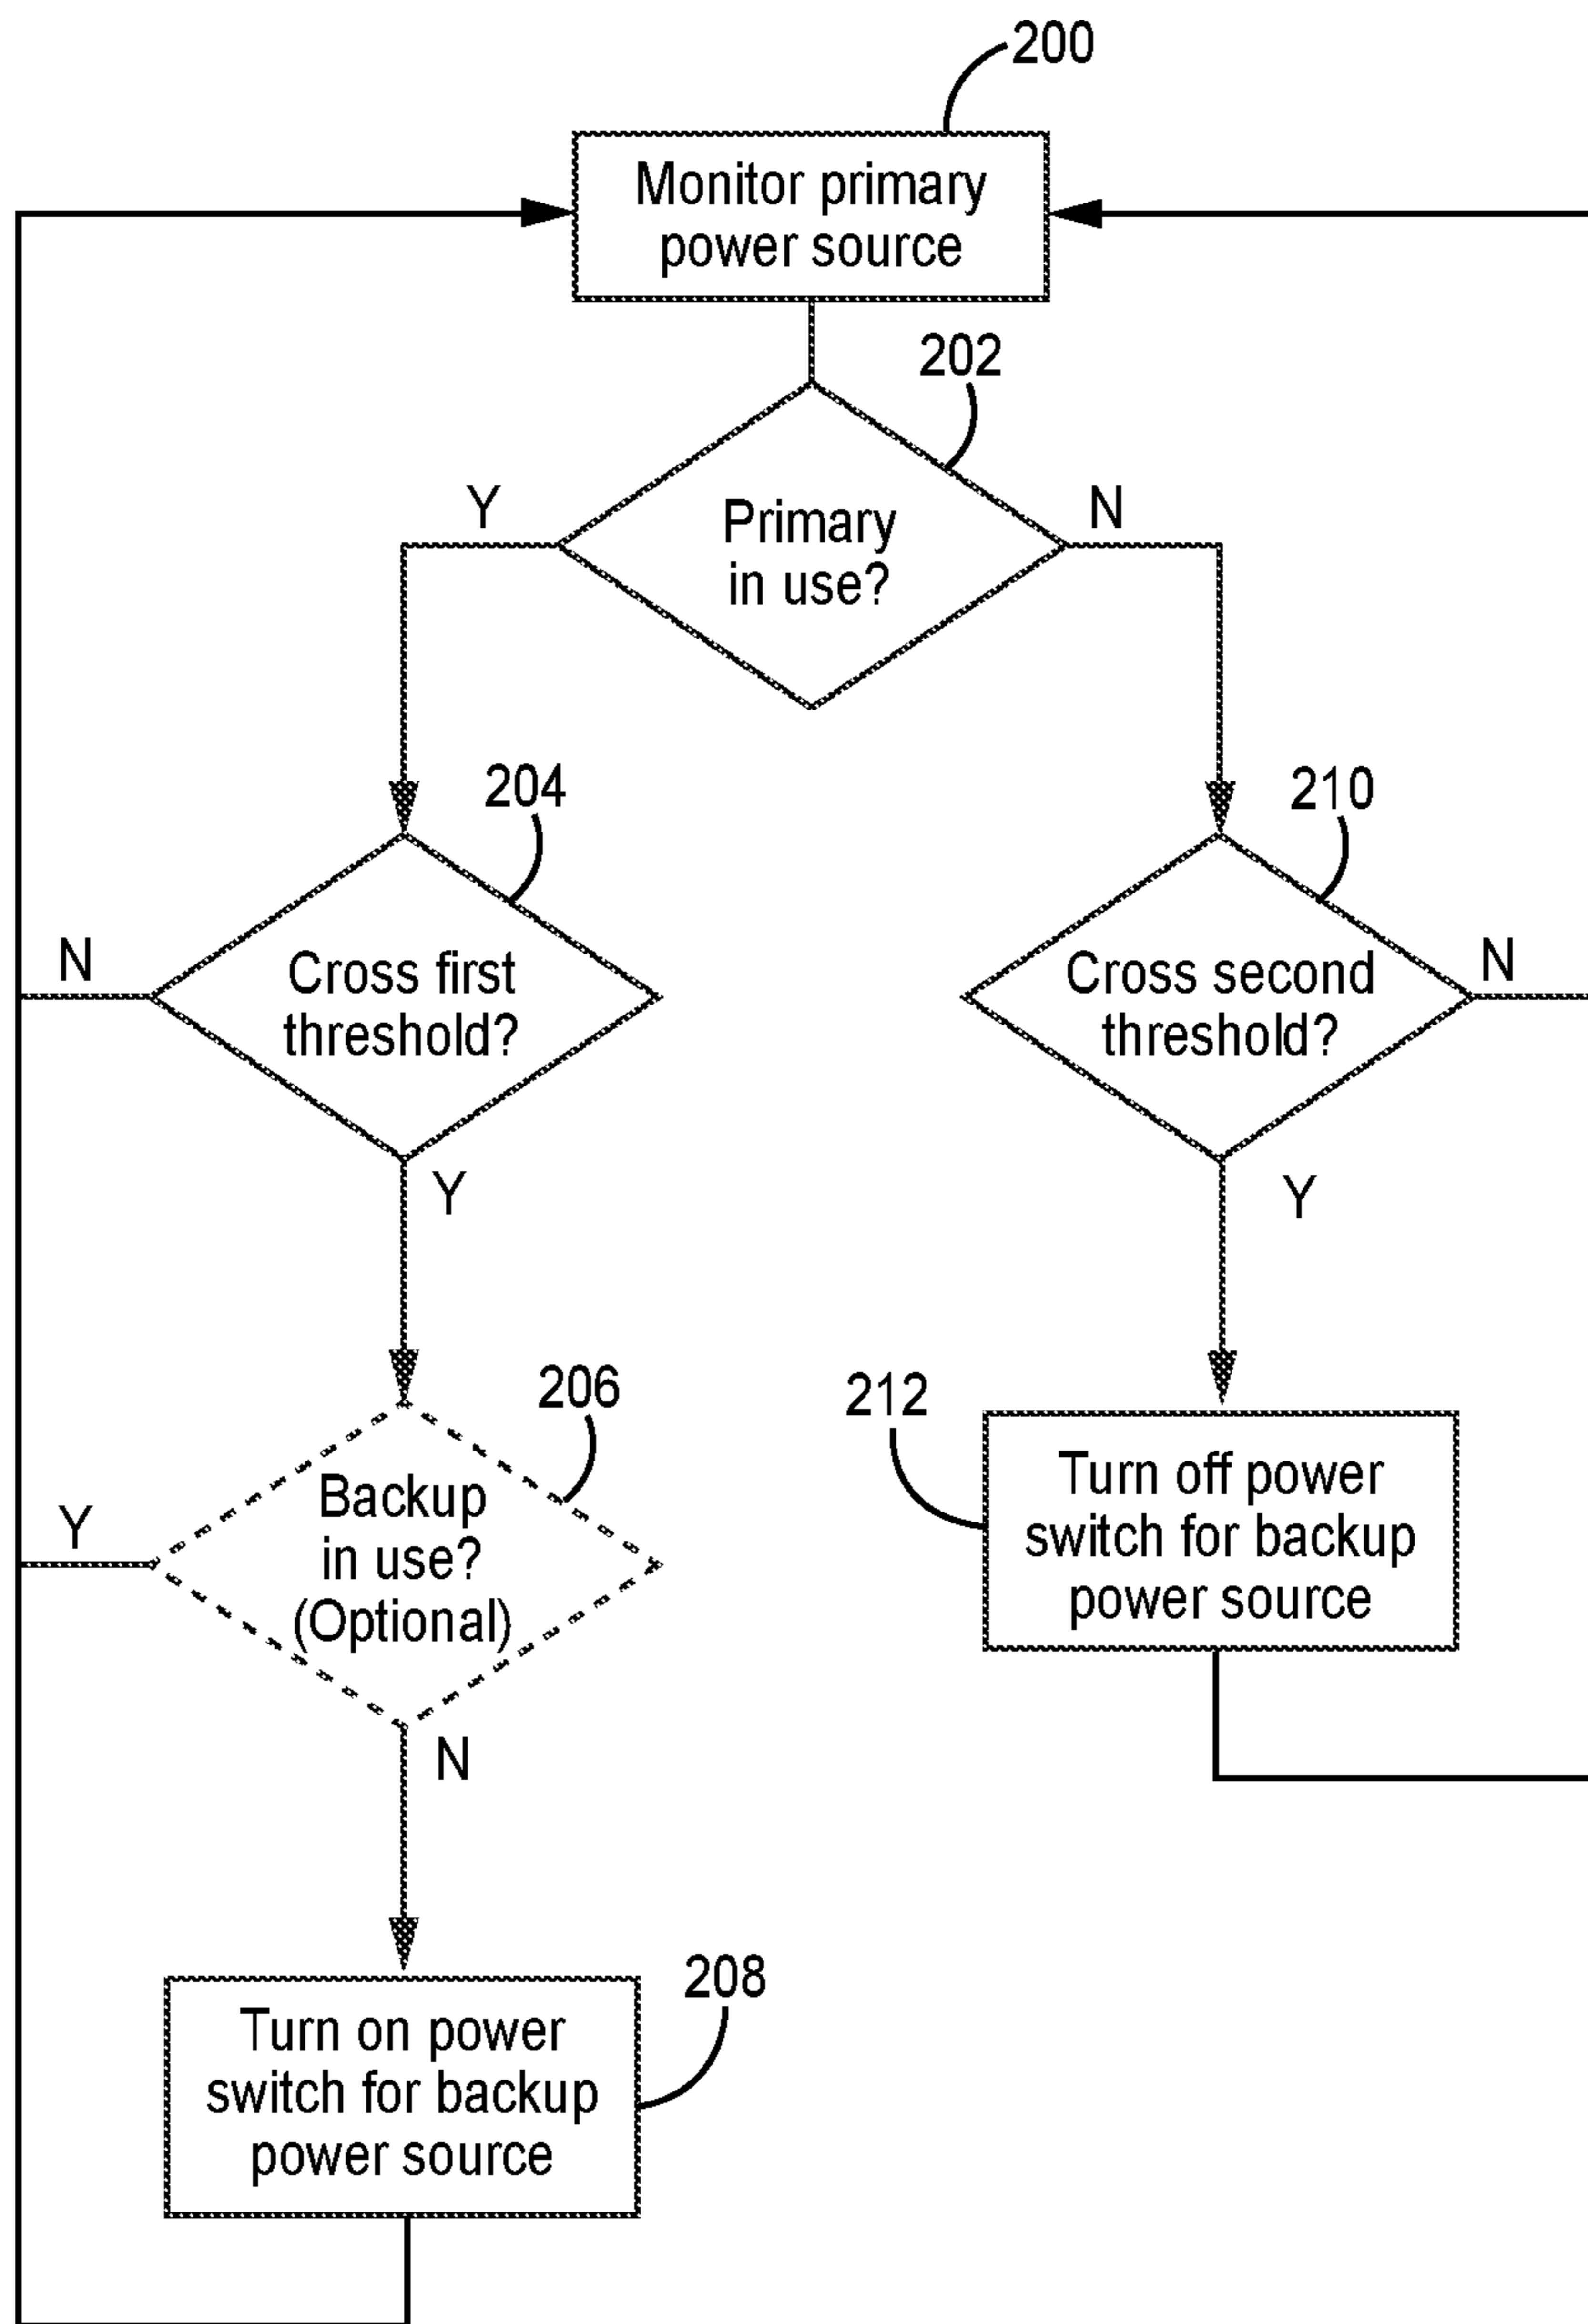 200
Monitor primary
power source
202
Y
N
Primary
in use?
204
210
N
Cross first
threshold?
Cross second
threshold?
N
Y
Y
206
212
Y
Backup
in use?
(Optional)
Turn off power
switch for backup
power source
N
208
Turn on power
switch for backup
power source